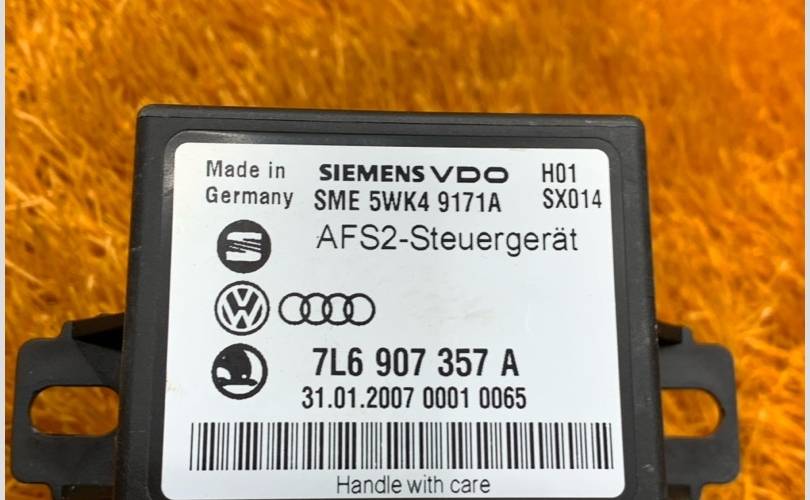 Made in SIEMENS VDO H01
Germany SME 5WK4 9171A SX014
AFS2-Steuergerät
7L6 907 357 A
31.01.2007 0001 0065
Handle with care